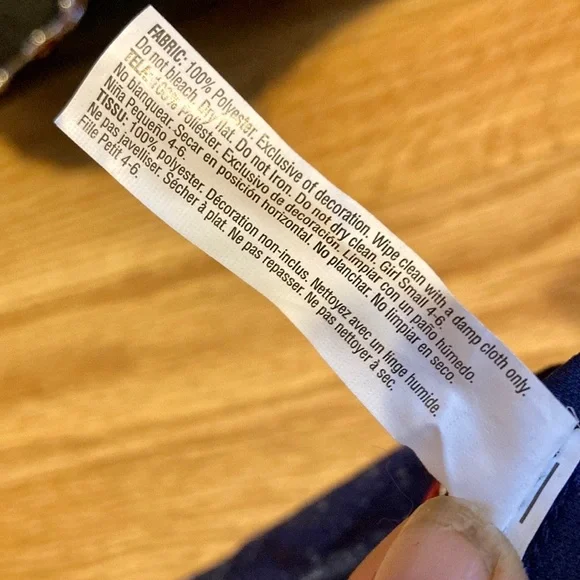 FABRIC: 100% Polyester. Exclusive of decoration. Wipe clean with a damp cloth only.
Do not bleach. Dry flat. Do not Iron. Do not dry clean. Girl Small 4-6.
TELA: 100% Poliéster. Exclusivo de decoración. Limpiar con un paño húmedo.
No blanquear. Secar en posición horizontal. No planchar. No limpiar en seco.
Niña Pequeño 4-6.
TISSU: 100% polyester. Décoration non-inclus. Nettoyez avec un linge humide.
Ne pas javelliser. Sécher à plat. Ne pas repasser. Ne pas nettoyer à sec.
Fille Petit 4-6.